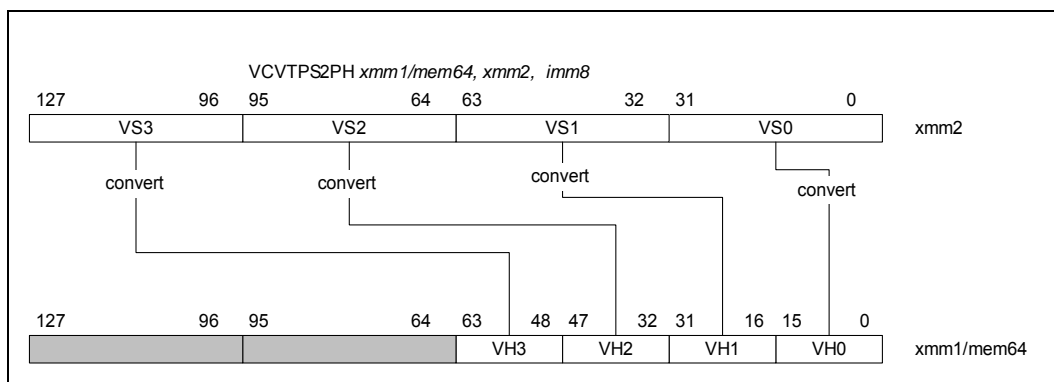 VCVTPS2PH xmm1/mem64, xmm2, imm8
127 96 95 64 63 32 31 0
VS3 VS2 VS1 VS0 xmm2
convert convert convert convert
127 96 95 64 63 48 47 32 31 16 15 0
VH3 VH2 VH1 VH0 xmm1/mem64